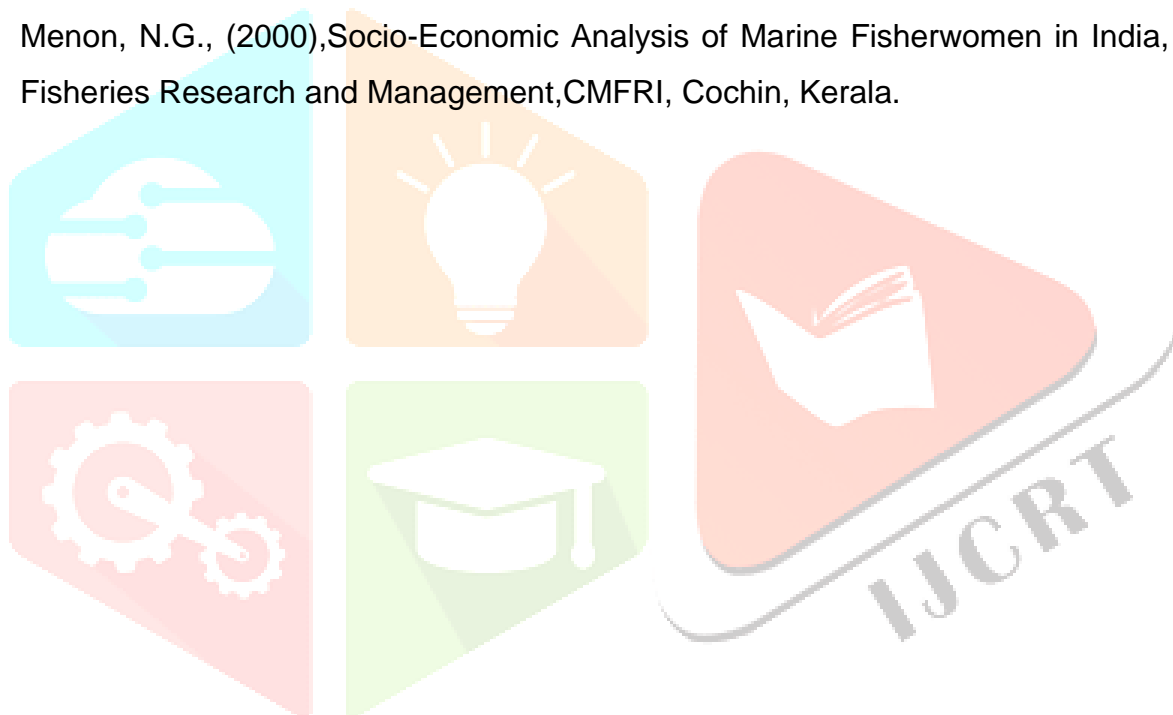 Menon, N.G., (2000),Socio-Economic Analysis of Marine Fisherwomen in India,
Fisheries Research and Management,CMFRI, Cochin, Kerala.
IJCRT